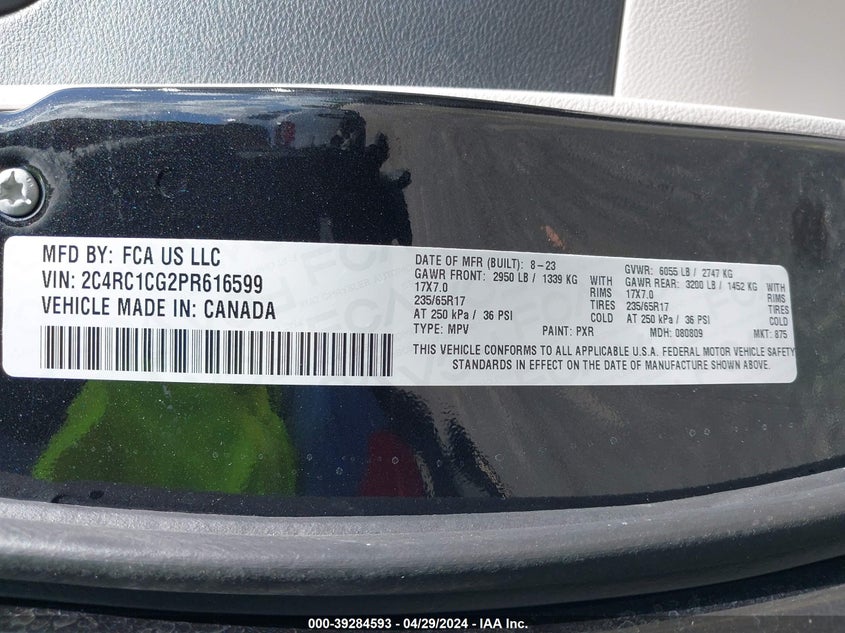 MFD BY: FCA US LLC
VIN: 2C4RC1CG2PR616599
VEHICLE MADE IN: CANADA
DATE OF MFR (BUILT): 8-23
GAWR FRONT: 2950 LB / 1339 KG WITH
17X7.0 RIMS
235/65R17 TIRES
AT 250 kPa / 36 PSI COLD
TYPE: MPV PAINT: PXR
GVWR: 6055 LB / 2747 KG
GAWR REAR: 3200 LB / 1452 KG WITH
17X7.0 RIMS
235/65R17 TIRES
AT 250 kPa / 36 PSI COLD
MDH: 080809 MKT: 875
THIS VEHICLE CONFORMS TO ALL APPLICABLE U.S.A. FEDERAL MOTOR VEHICLE SAFETY
STANDARDS IN EFFECT ON THE DATE OF MANUFACTURE SHOWN ABOVE.
000-39284593 - 04/29/2024 - IAA Inc.